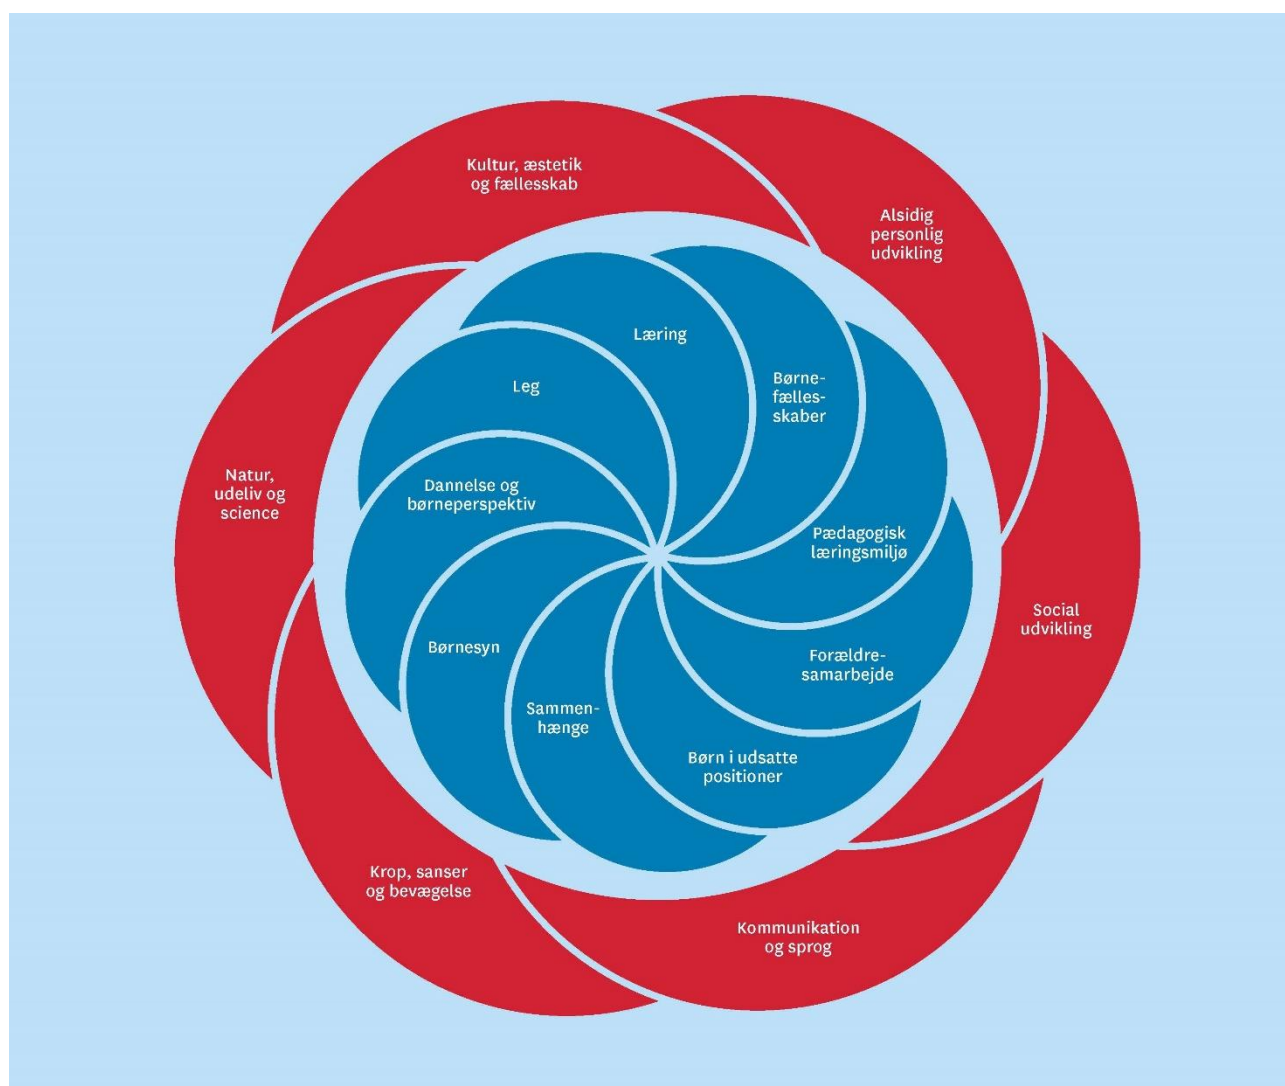 Kultur, æstetik
og fællesskab
Alsidig
personlig
udvikling
Læring
Børne-
fælles-
skaber
Leg
Natur,
udeliv og
science
Dannelse og
børneperspektiv
Pædagogisk
læringsmiljø
Social
udvikling
Børnesyn
Forældre-
samarbejde
Sammen-
hænge
Børn i udsatte
positioner
Krop, sanser
og bevægelse
Kommunikation
og sprog